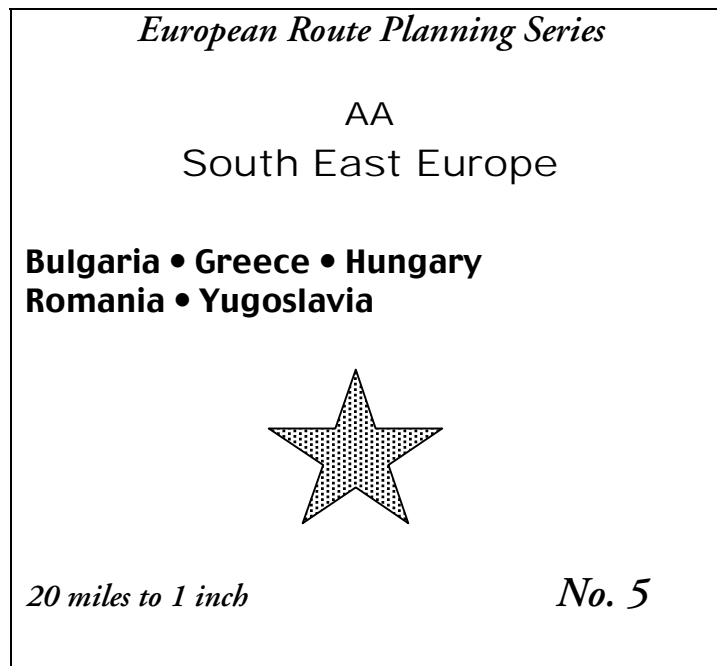 European Route Planning Series
AA
South East Europe
Bulgaria • Greece • Hungary
Romania • Yugoslavia
20 miles to 1 inch No. 5